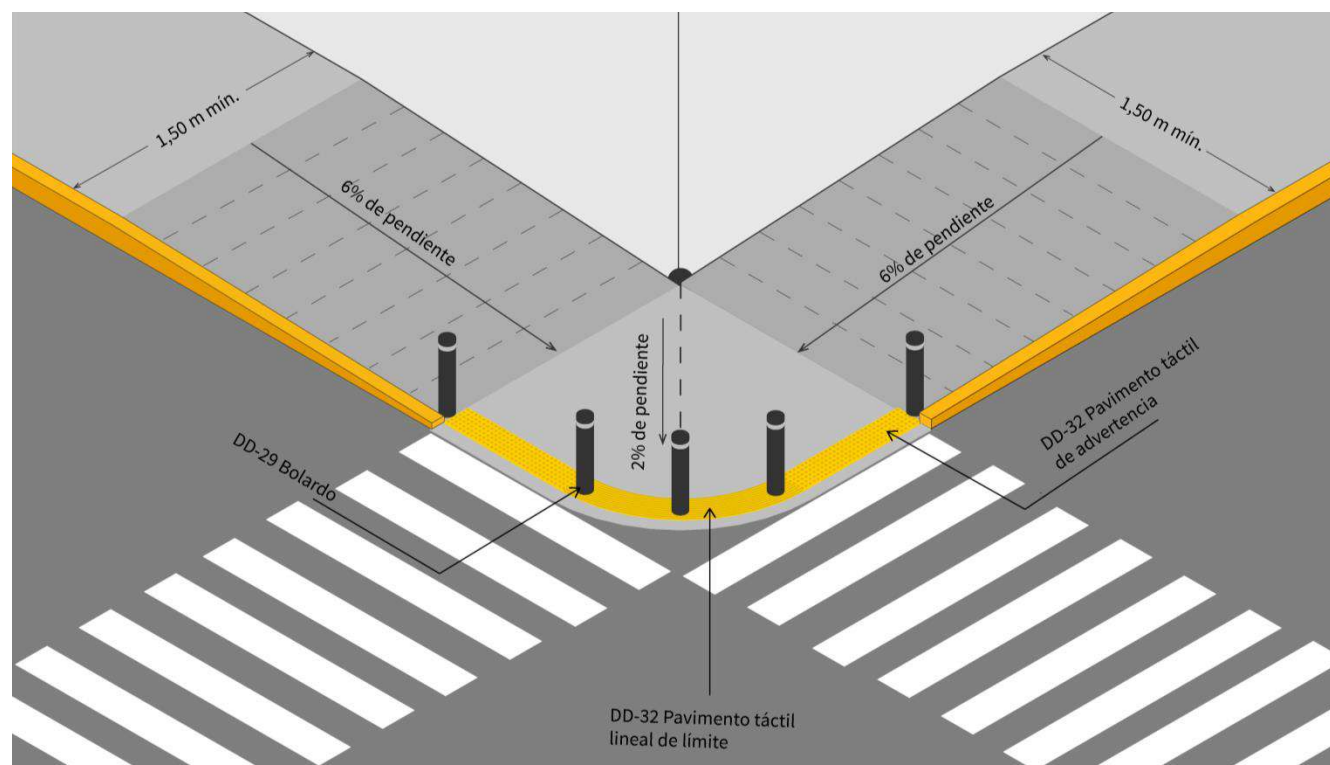 1,50 m mín.
1,50 m mín.
6% de pendiente
6% de pendiente
2% de pendiente
DD-29 Bolardo
DD-32 Pavimento táctil
de advertencia
DD-32 Pavimento táctil
lineal de límite